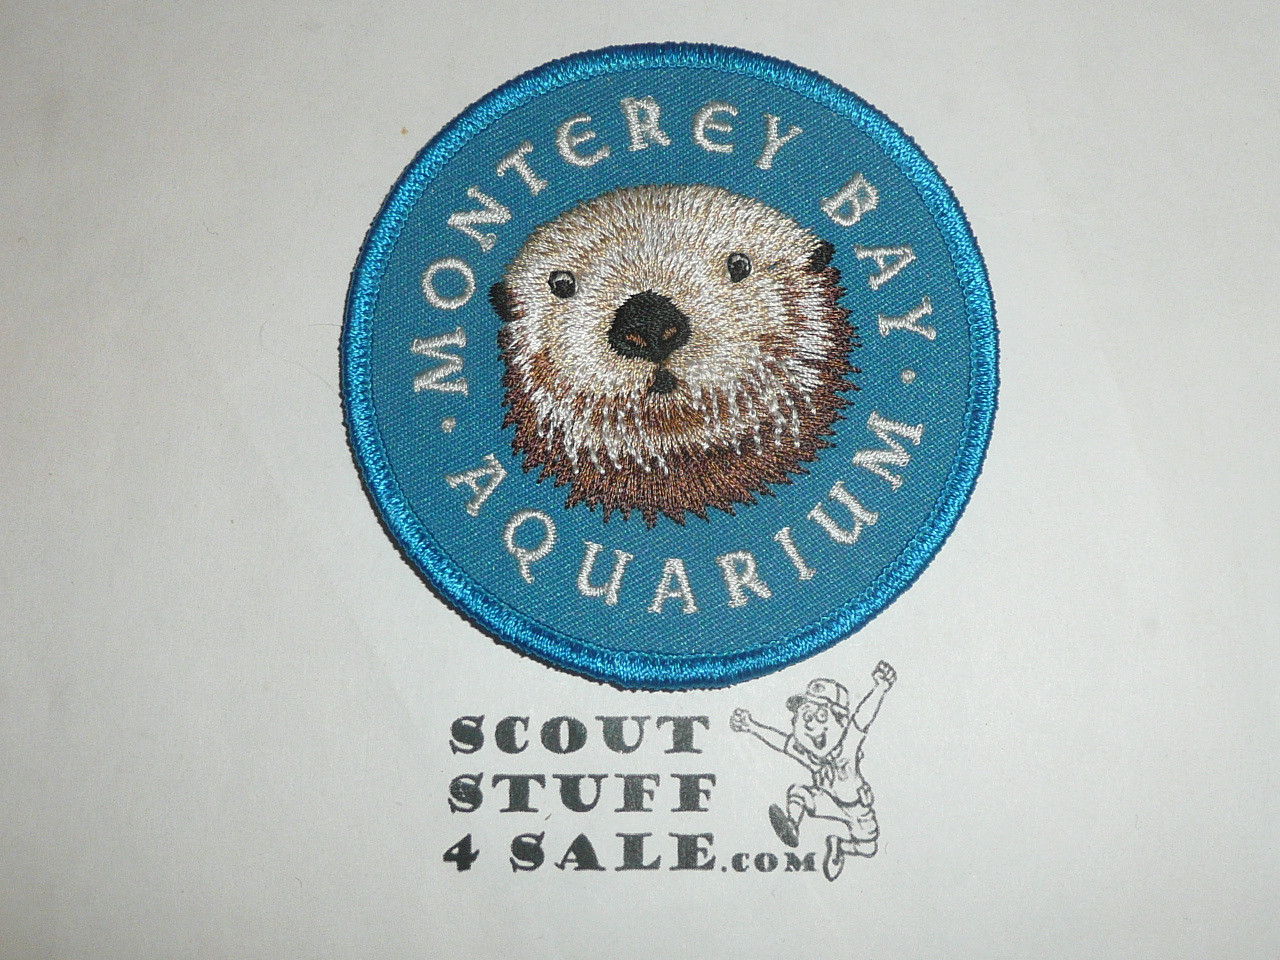 MONTEREY BAY
· AQUARIUM ·
SCOUT
STUFF
4 SALE.COM